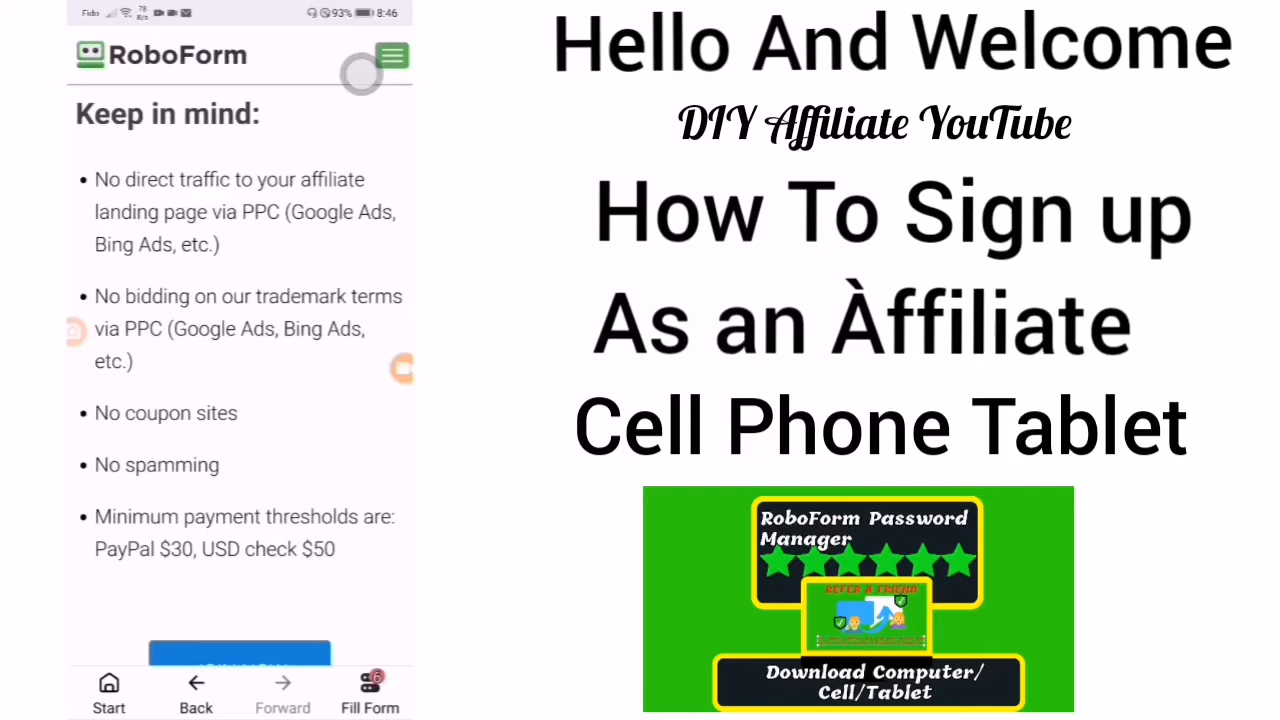 Fido 78 B/s 93% 8:46
RoboForm
Keep in mind:
• No direct traffic to your affiliate
landing page via PPC (Google Ads,
Bing Ads, etc.)
• No bidding on our trademark terms
via PPC (Google Ads, Bing Ads,
etc.)
• No coupon sites
• No spamming
• Minimum payment thresholds are:
PayPal $30, USD check $50
Start Back Forward Fill Form
6
Hello And Welcome
DIY Affiliate YouTube
How To Sign up
As an Àffiliate
Cell Phone Tablet
RoboForm Password
Manager
REFER A FRIEND
Download Computer/
Cell/Tablet